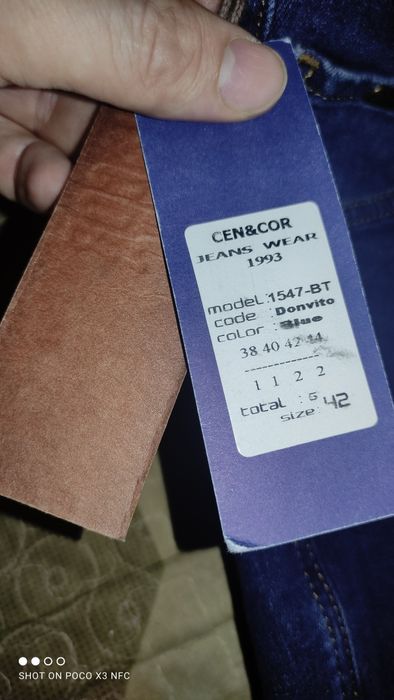 CEN&COR
JEANS WEAR
1993
model:1547-BT
code :Donvito
color :Blue
38 40 42 44
--------------
1 1 2 2
total :6
size: 42
SHOT ON POCO X3 NFC